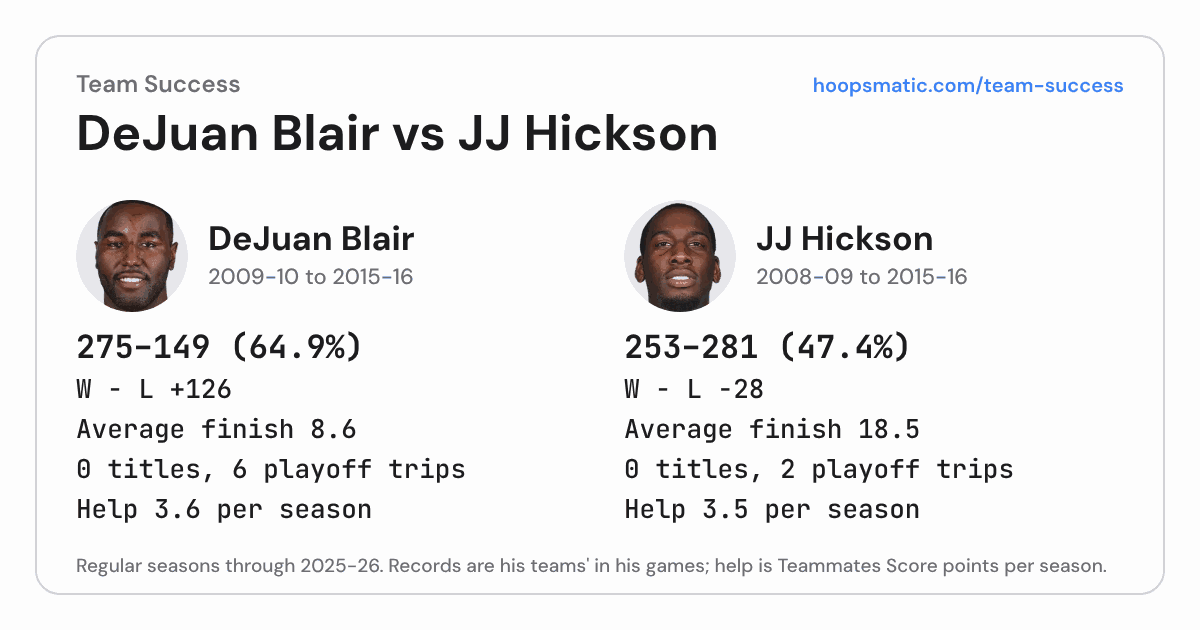 Team Success
hoopsmatic.com/team-success
DeJuan Blair vs JJ Hickson
DeJuan Blair
2009–10 to 2015–16
275–149 (64.9%)
W - L +126
Average finish 8.6
0 titles, 6 playoff trips
Help 3.6 per season
JJ Hickson
2008–09 to 2015–16
253–281 (47.4%)
W - L -28
Average finish 18.5
0 titles, 2 playoff trips
Help 3.5 per season
Regular seasons through 2025-26. Records are his teams' in his games; help is Teammates Score points per season.